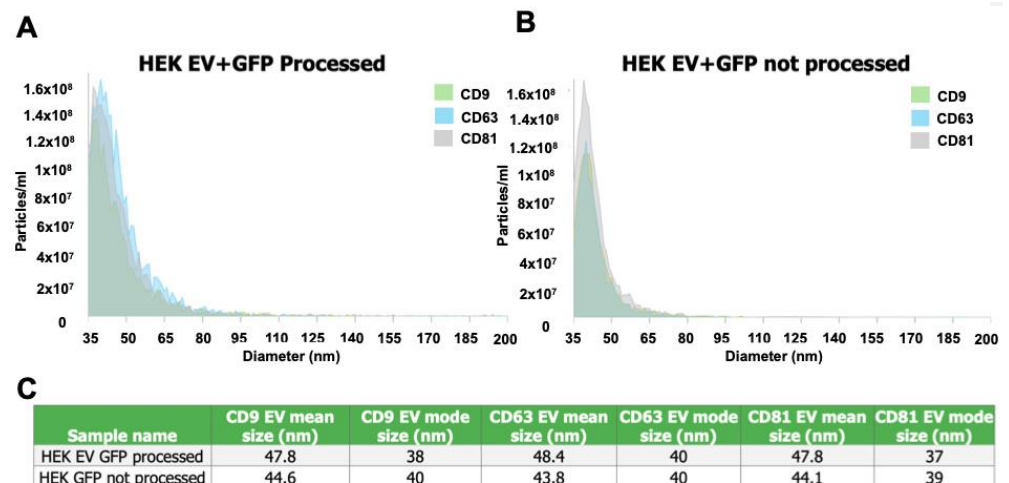 A
HEK EV+GFP Processed
1.6x10⁸
1.4x10⁸
1.2x10⁸
1x10⁸
8x10⁷
6x10⁷
4x10⁷
2x10⁷
0
Particles/ml
35 50 65 80 95 110 125 140 155 170 185 200
Diameter (nm)
CD9
CD63
CD81
B
HEK EV+GFP not processed
1.6x10⁸
1.4x10⁸
1.2x10⁸
1x10⁸
8x10⁷
6x10⁷
4x10⁷
2x10⁷
0
Particles/ml
35 50 65 80 95 110 125 140 155 170 185 200
Diameter (nm)
CD9
CD63
CD81
C
Sample name CD9 EV mean size (nm) CD9 EV mode size (nm) CD63 EV mean size (nm) CD63 EV mode size (nm) CD81 EV mean size (nm) CD81 EV mode size (nm)
HEK EV GFP processed 47.8 38 48.4 40 47.8 37
HEK GFP not processed 44.6 40 43.8 40 44.1 39